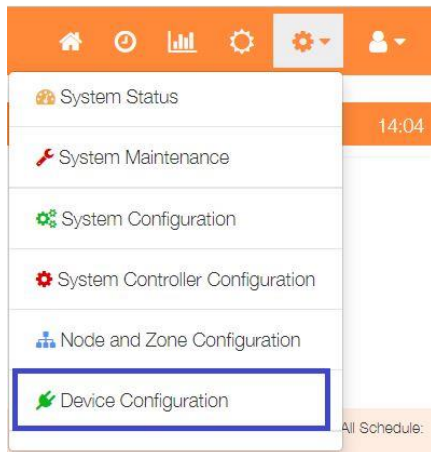 System Status
14:04
System Maintenance
System Configuration
System Controller Configuration
Node and Zone Configuration
Device Configuration
All Schedule: